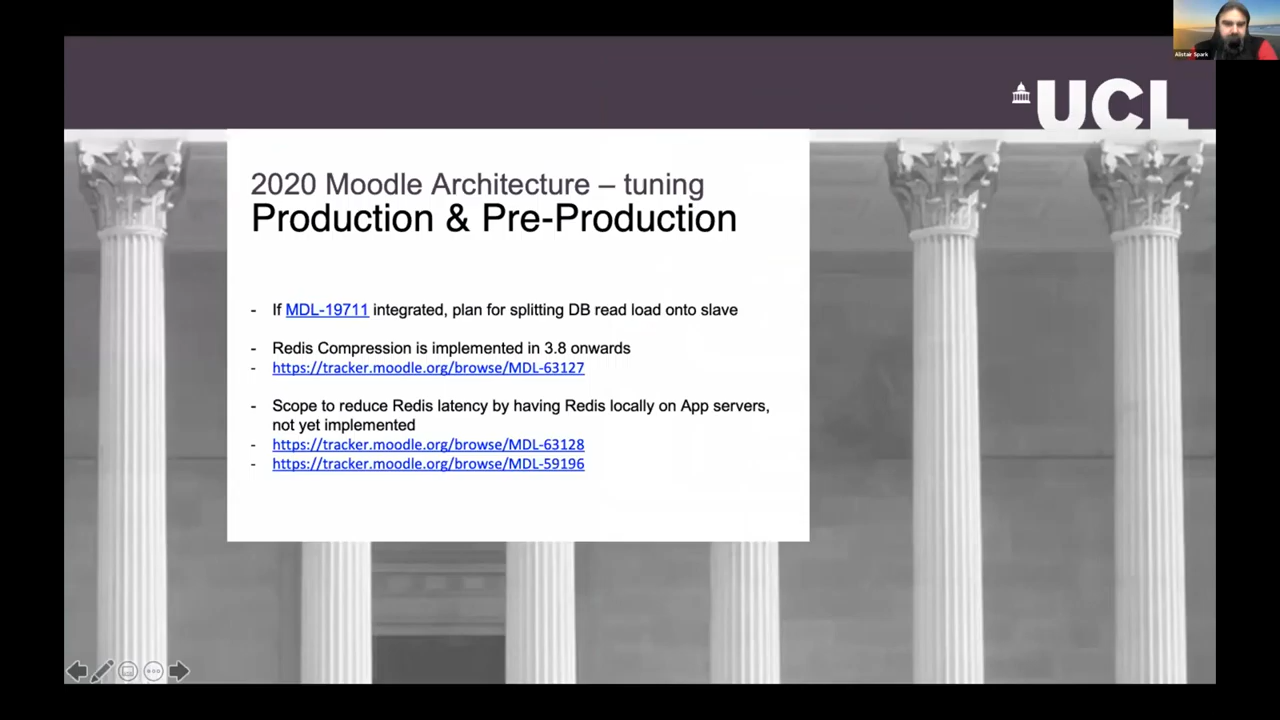 Alistair Spark
UCL
2020 Moodle Architecture – tuning
Production & Pre-Production
- If MDL-19711 integrated, plan for splitting DB read load onto slave
- Redis Compression is implemented in 3.8 onwards
- https://tracker.moodle.org/browse/MDL-63127
- Scope to reduce Redis latency by having Redis locally on App servers,
not yet implemented
- https://tracker.moodle.org/browse/MDL-63128
- https://tracker.moodle.org/browse/MDL-59196